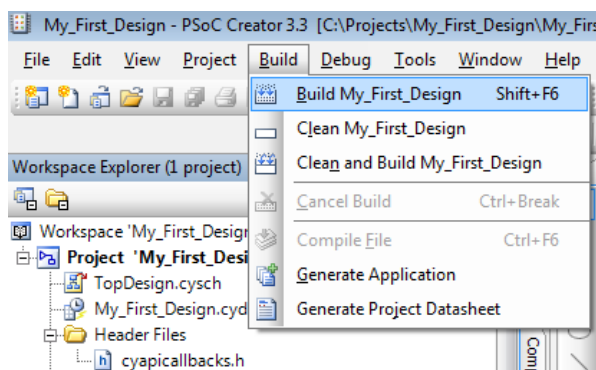 My_First_Design - PSoC Creator 3.3 [C:\Projects\My_First_Design\My_Firs
File Edit View Project Build Debug Tools Window Help
Build My_First_Design Shift+F6
Clean My_First_Design
Clean and Build My_First_Design
Cancel Build Ctrl+Break
Compile File Ctrl+F6
Generate Application
Generate Project Datasheet
Workspace Explorer (1 project)
Workspace 'My_First_Design
Project 'My_First_Desi
TopDesign.cysch
My_First_Design.cyd
Header Files
cyapicallbacks.h
Com